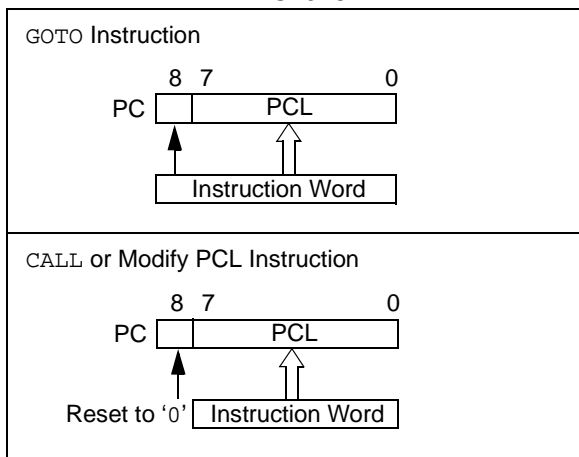 GOTO Instruction
8 7 0
PC PCL
Instruction Word
CALL or Modify PCL Instruction
8 7 0
PC PCL
Reset to ‘0’ Instruction Word